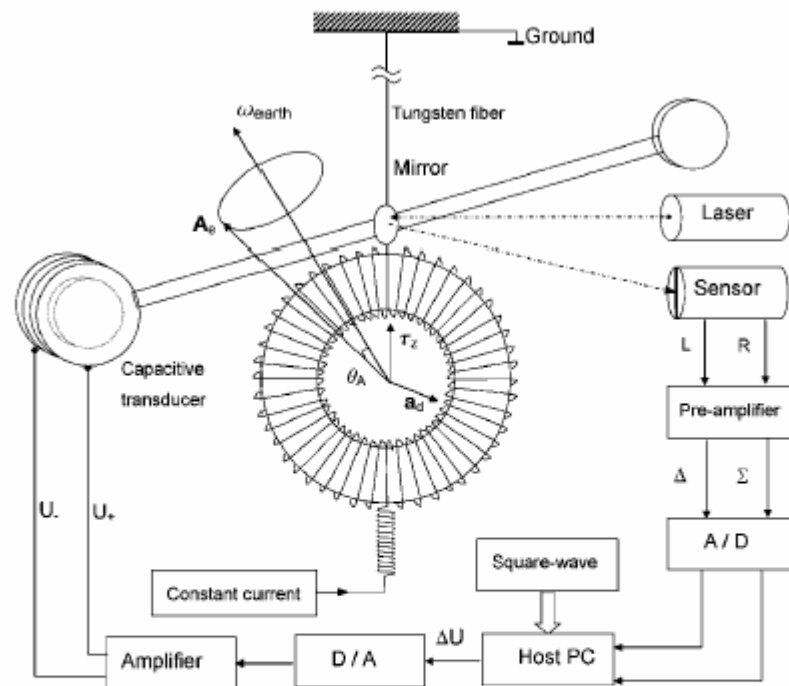 Ground
ωearth
Tungsten fiber
Mirror
Ae
Laser
Sensor
τz
L R
Capacitive
transducer
θA
ad
Pre-amplifier
U- U+
Δ Σ
A / D
Square-wave
Constant current
ΔU
Amplifier
D / A
Host PC